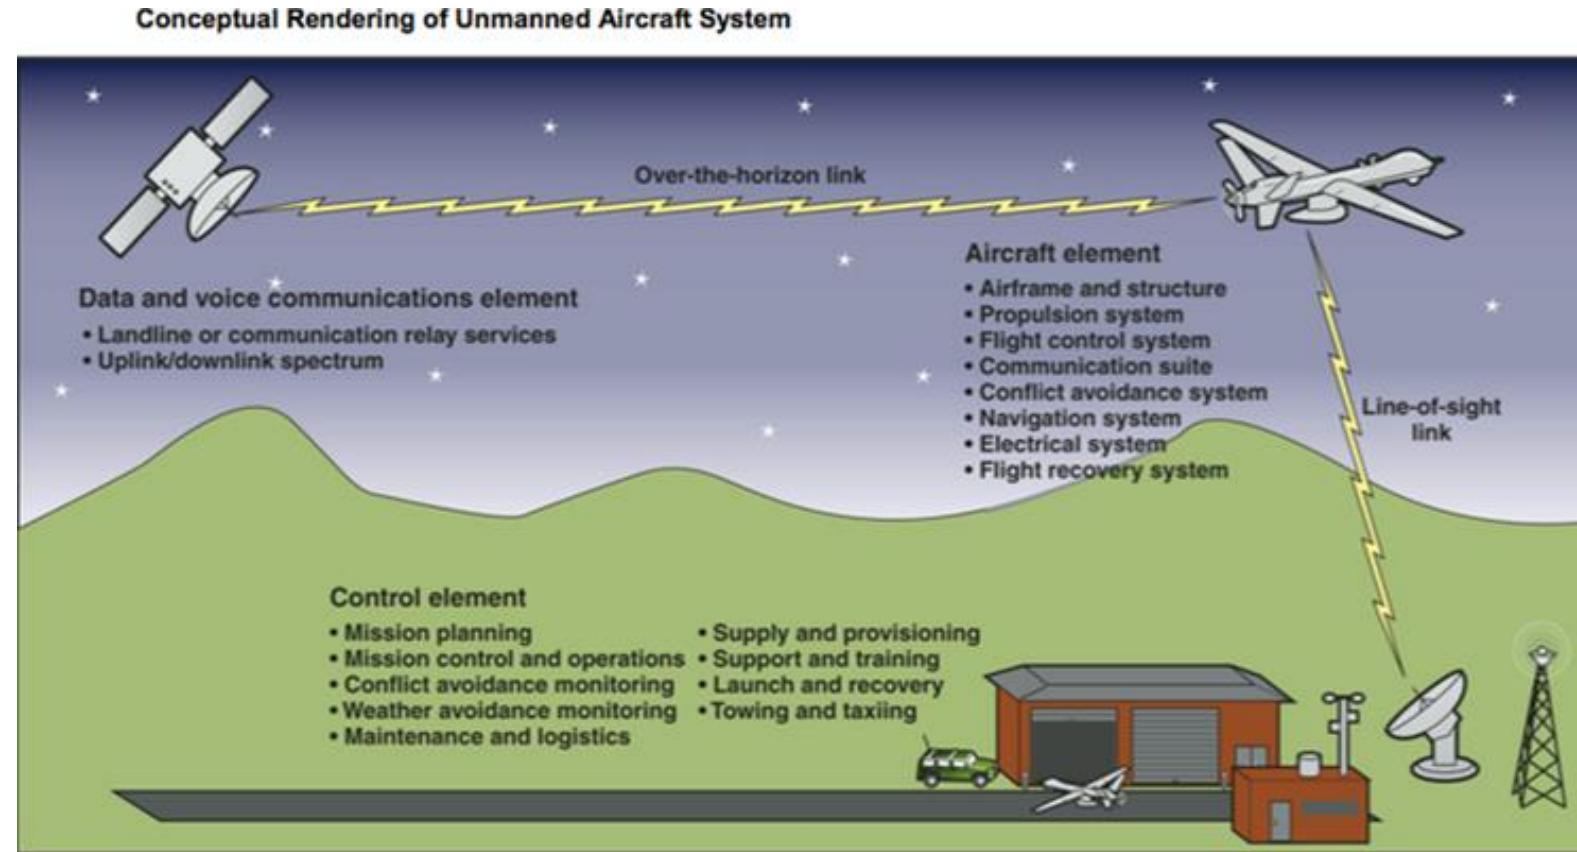 Conceptual Rendering of Unmanned Aircraft System
Over-the-horizon link
Data and voice communications element
• Landline or communication relay services
• Uplink/downlink spectrum
Aircraft element
• Airframe and structure
• Propulsion system
• Flight control system
• Communication suite
• Conflict avoidance system
• Navigation system
• Electrical system
• Flight recovery system
Line-of-sight
link
Control element
• Mission planning
• Mission control and operations
• Conflict avoidance monitoring
• Weather avoidance monitoring
• Maintenance and logistics
• Supply and provisioning
• Support and training
• Launch and recovery
• Towing and taxiing